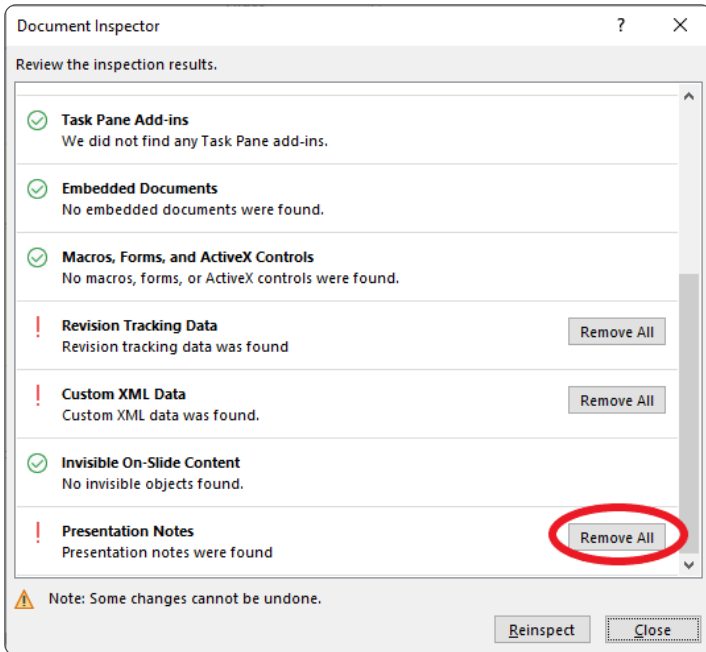 Document Inspector ?
Review the inspection results.
Task Pane Add-ins
We did not find any Task Pane add-ins.
Embedded Documents
No embedded documents were found.
Macros, Forms, and ActiveX Controls
No macros, forms, or ActiveX controls were found.
Revision Tracking Data
Revision tracking data was found
Remove All
Custom XML Data
Custom XML data was found.
Remove All
Invisible On-Slide Content
No invisible objects found.
Presentation Notes
Presentation notes were found
Remove All
Note: Some changes cannot be undone.
Reinspect
Close